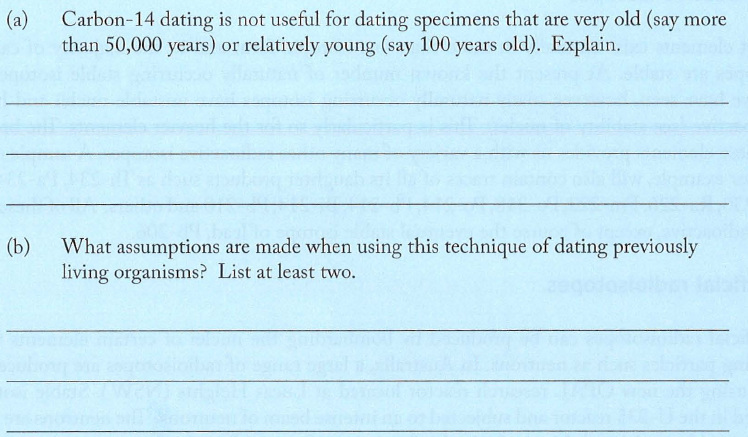 (a) Carbon-14 dating is not useful for dating specimens that are very old (say more
than 50,000 years) or relatively young (say 100 years old). Explain.
(b) What assumptions are made when using this technique of dating previously
living organisms? List at least two.